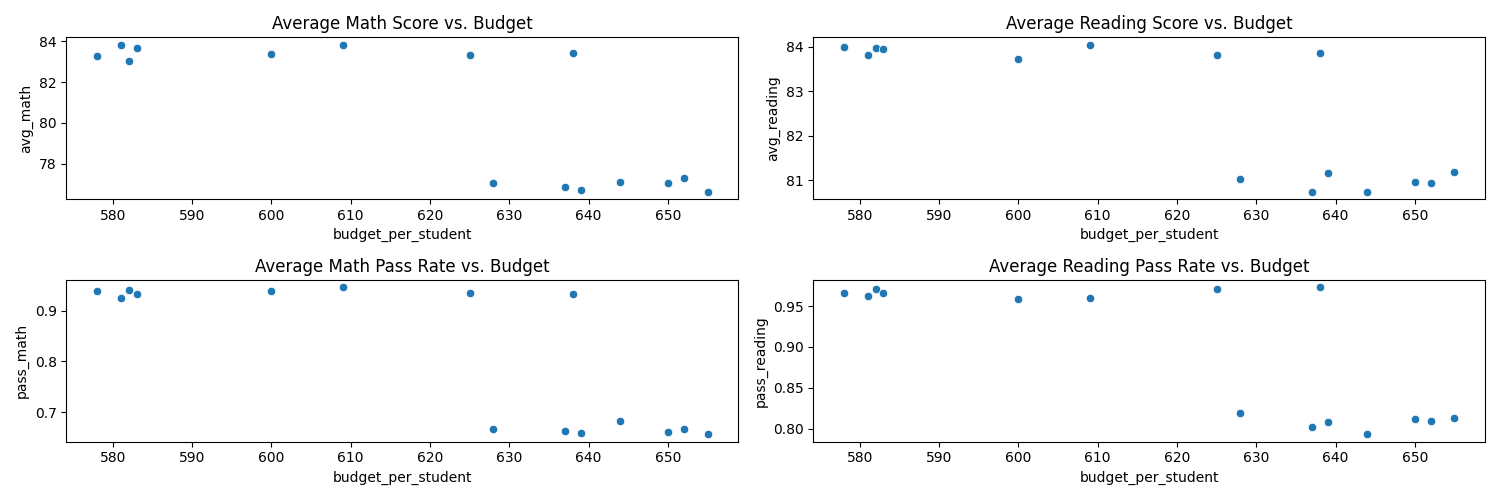 Average Math Score vs. Budget
84
82
80
78
avg_math
580 590 600 610 620 630 640 650
budget_per_student
Average Reading Score vs. Budget
84
83
82
81
avg_reading
580 590 600 610 620 630 640 650
budget_per_student
Average Math Pass Rate vs. Budget
0.9
0.8
0.7
pass_math
580 590 600 610 620 630 640 650
budget_per_student
Average Reading Pass Rate vs. Budget
0.95
0.90
0.85
0.80
pass_reading
580 590 600 610 620 630 640 650
budget_per_student